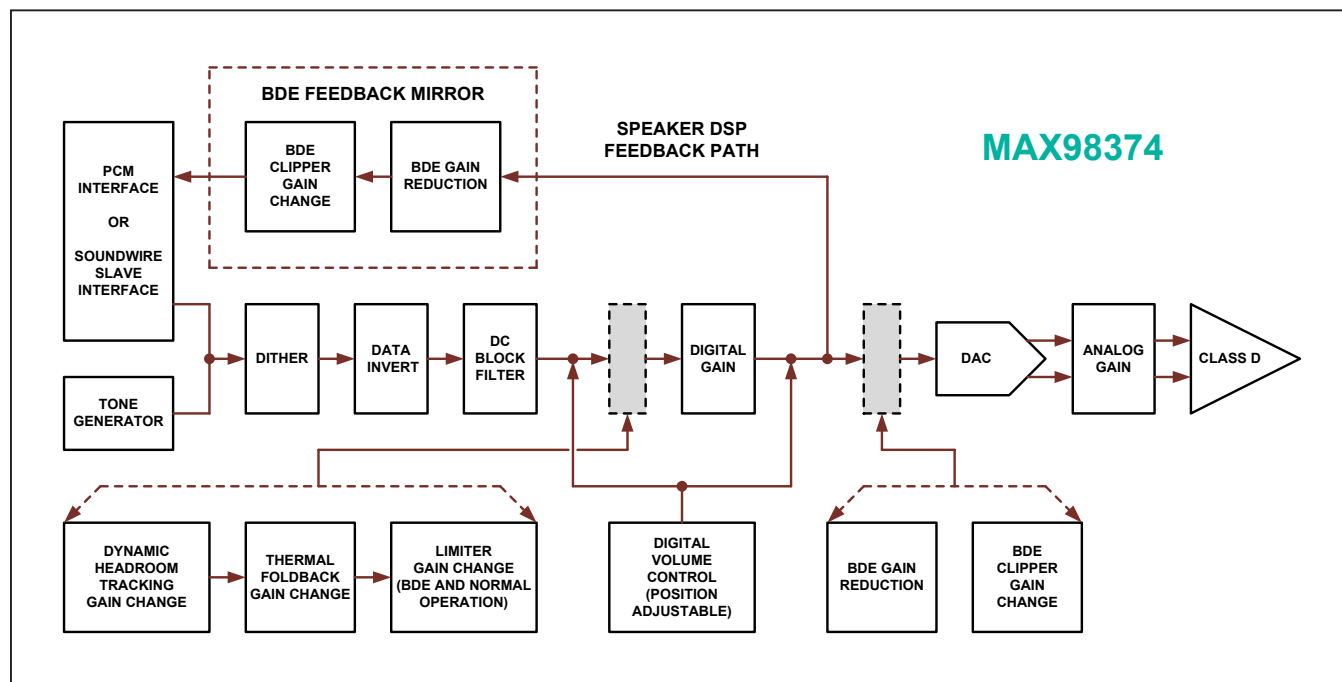 BDE FEEDBACK MIRROR
SPEAKER DSP
FEEDBACK PATH
MAX98374
PCM
INTERFACE
OR
SOUNDWIRE
SLAVE
INTERFACE
BDE
CLIPPER
GAIN
CHANGE
BDE GAIN
REDUCTION
TONE
GENERATOR
DITHER
DATA
INVERT
DC
BLOCK
FILTER
DIGITAL
GAIN
DAC
ANALOG
GAIN
CLASS D
DYNAMIC
HEADROOM
TRACKING
GAIN CHANGE
THERMAL
FOLDBACK
GAIN CHANGE
LIMITER
GAIN CHANGE
(BDE AND NORMAL
OPERATION)
DIGITAL
VOLUME
CONTROL
(POSITION
ADJUSTABLE)
BDE GAIN
REDUCTION
BDE
CLIPPER
GAIN
CHANGE